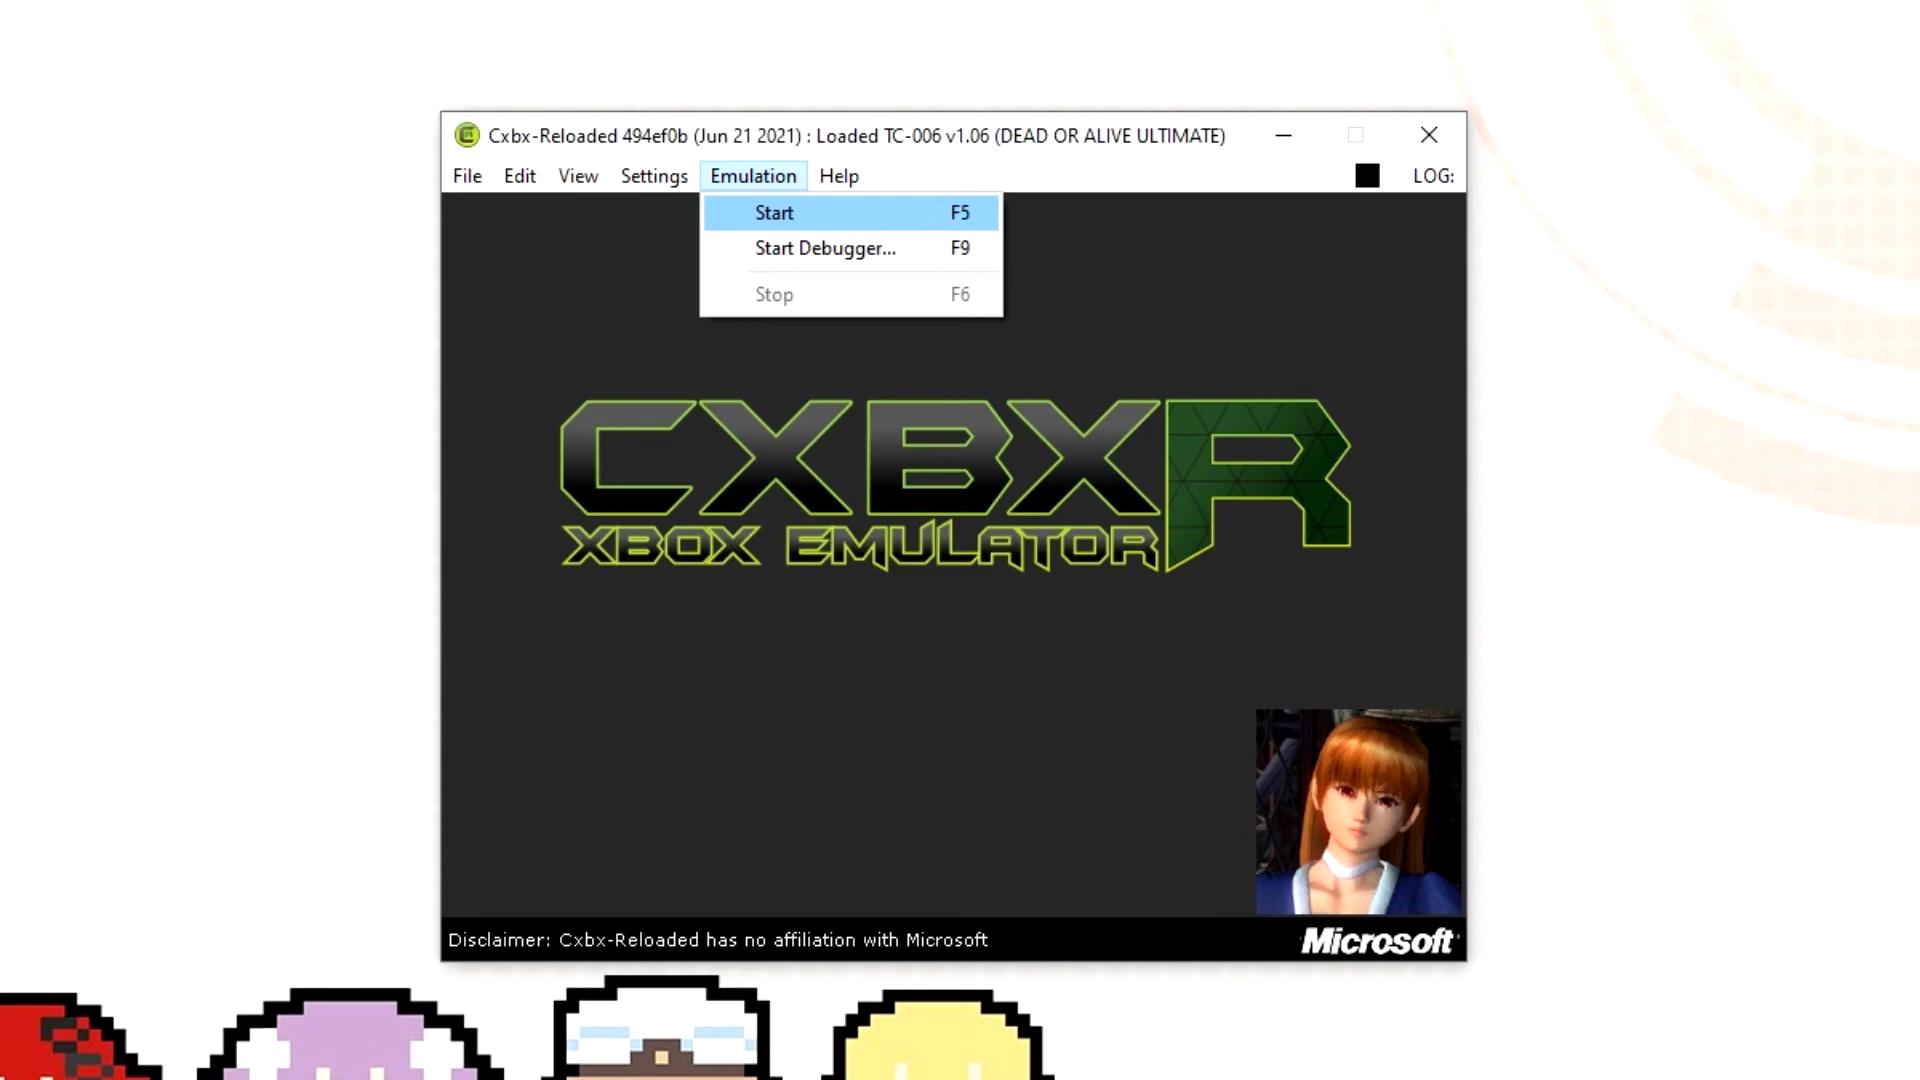 Cxbx-Reloaded 494ef0b (Jun 21 2021) : Loaded TC-006 v1.06 (DEAD OR ALIVE ULTIMATE)
File Edit View Settings Emulation Help LOG:
Start F5
Start Debugger... F9
Stop F6
CXBXR
XBOX EMULATOR
Disclaimer: Cxbx-Reloaded has no affiliation with Microsoft
Microsoft